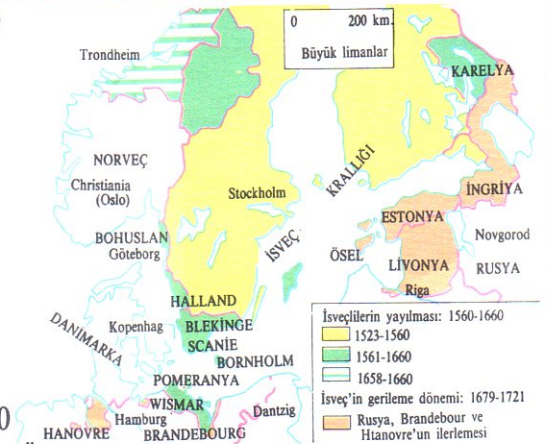 0 200 km.
Büyük limanlar
Trondheim
KARELYA
NORVEÇ
Christiania
(Oslo)
Stockholm
İSVEÇ KRALLIĞI
İNGRİYA
ESTONYA
BOHUSLAN
Göteborg
ÖSEL
Novgorod
LİVONYA
RUSYA
Riga
HALLAND
DANIMARKA
Kopenhag
BLEKİNGE
SCANİE
BORNHOLM
POMERANYA
WISMAR
Hamburg
Dantzig
HANOVRE
BRANDEBOURG
İsveçlilerin yayılması: 1560-1660
1523-1560
1561-1660
1658-1660
İsveç'in gerileme dönemi: 1679-1721
Rusya, Brandebour ve
Htanovre'un ilerlemesi
0